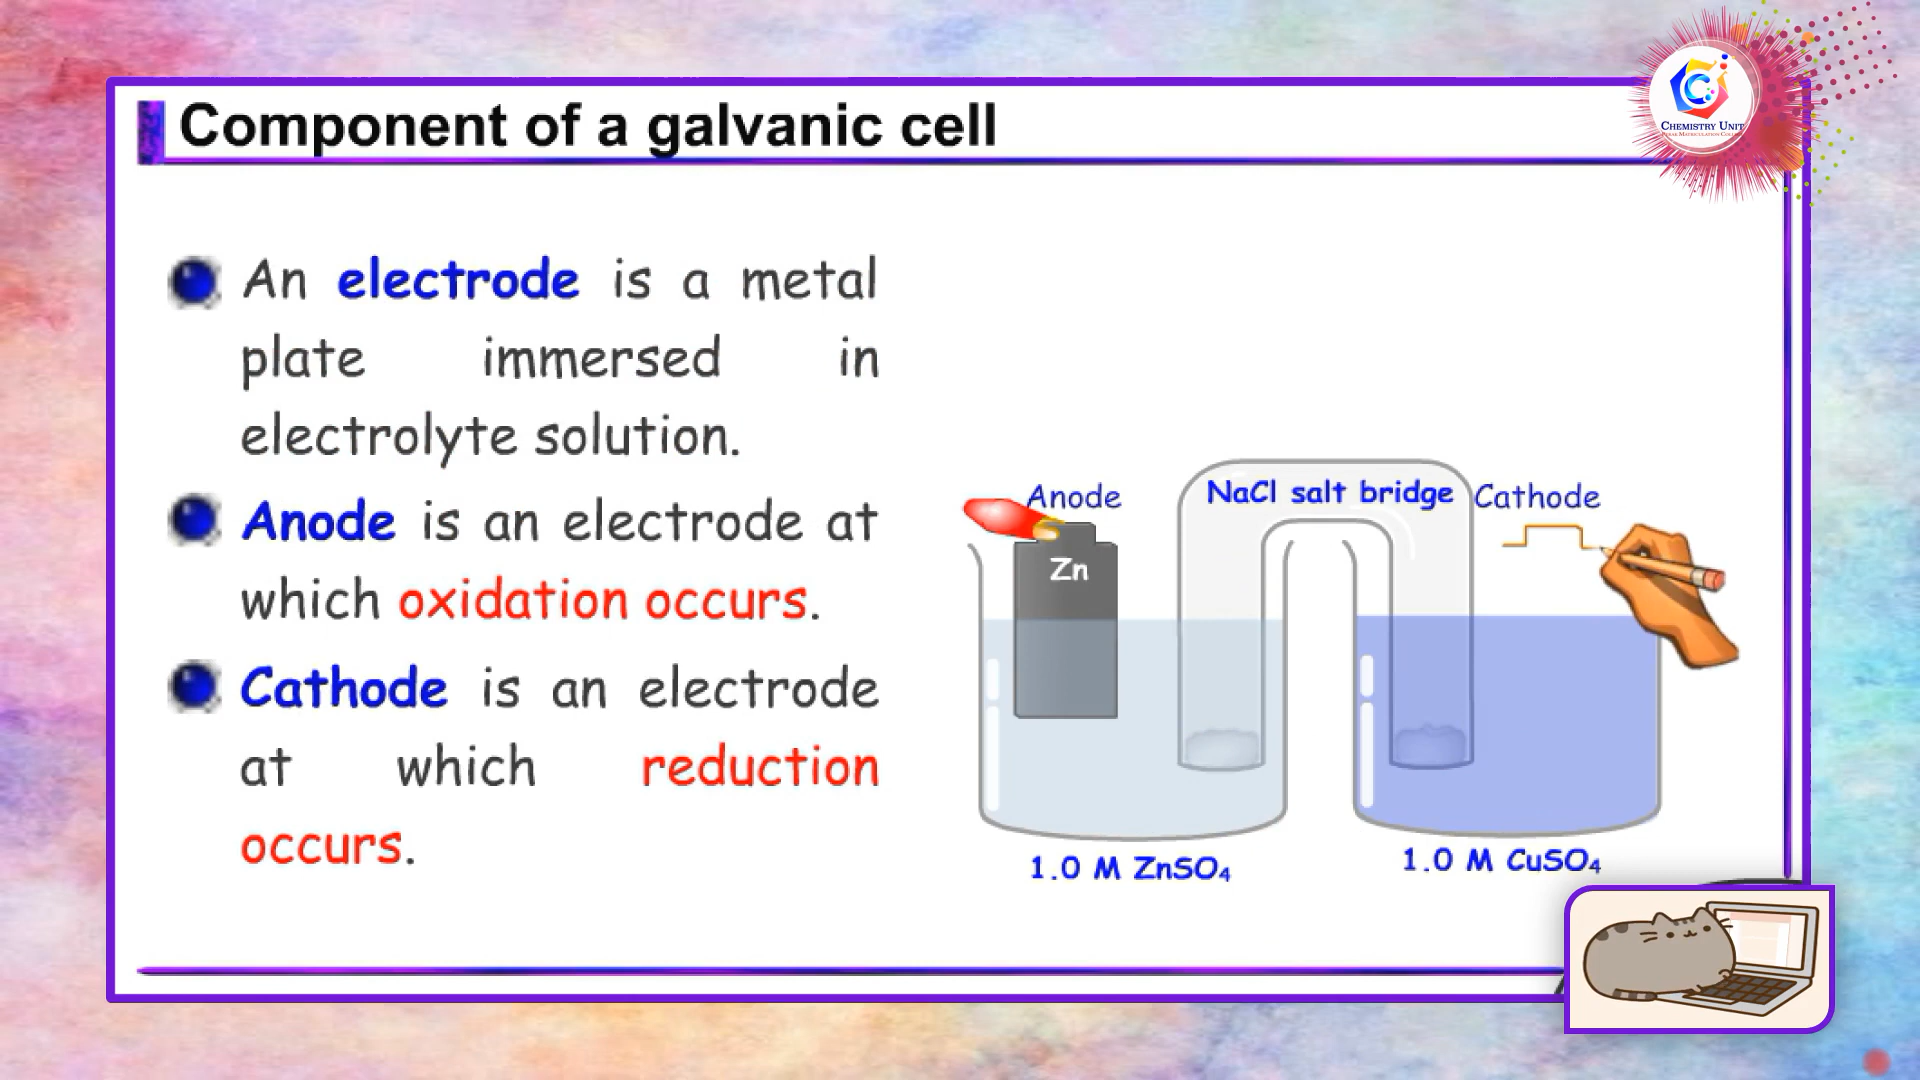 Component of a galvanic cell
CHEMISTRY UNIT
An electrode is a metal
plate immersed in
electrolyte solution.
Anode is an electrode at
which oxidation occurs.
Cathode is an electrode
at which reduction
occurs.
Anode
NaCl salt bridge
Cathode
Zn
1.0 M ZnSO₄
1.0 M CuSO₄